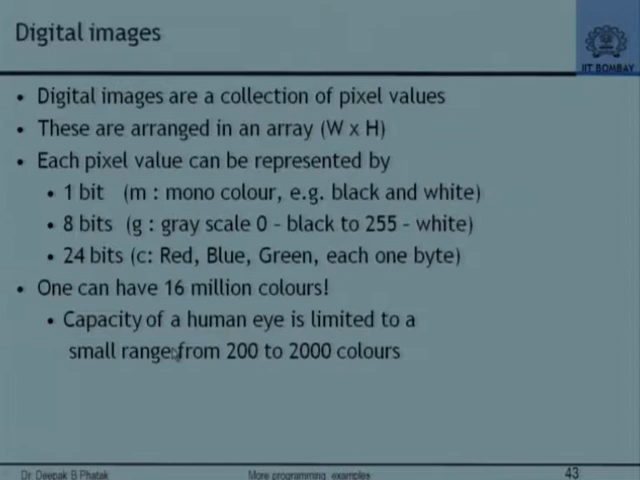 Digital images
IIT BOMBAY
• Digital images are a collection of pixel values
• These are arranged in an array (W x H)
• Each pixel value can be represented by
• 1 bit (m : mono colour, e.g. black and white)
• 8 bits (g : gray scale 0 - black to 255 - white)
• 24 bits (c: Red, Blue, Green, each one byte)
• One can have 16 million colours!
• Capacity of a human eye is limited to a
small range from 200 to 2000 colours
Dr. Deepak B Phatak
More programming examples
43